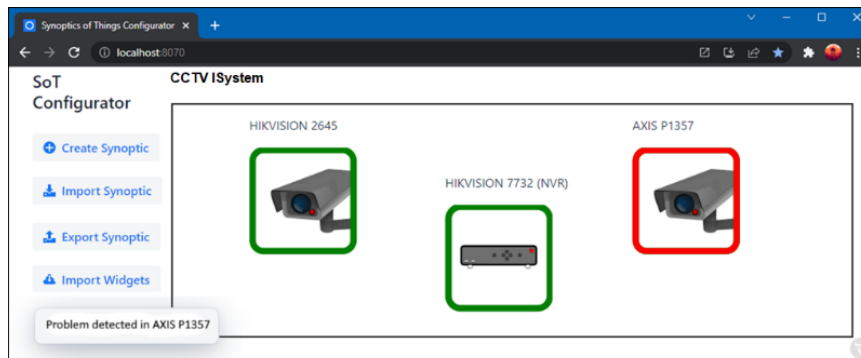 Synoptics of Things Configurator
localhost:8070
SoT
Configurator
CCTV ISystem
Create Synoptic
Import Synoptic
Export Synoptic
Import Widgets
HIKVISION 2645
AXIS P1357
HIKVISION 7732 (NVR)
Problem detected in AXIS P1357